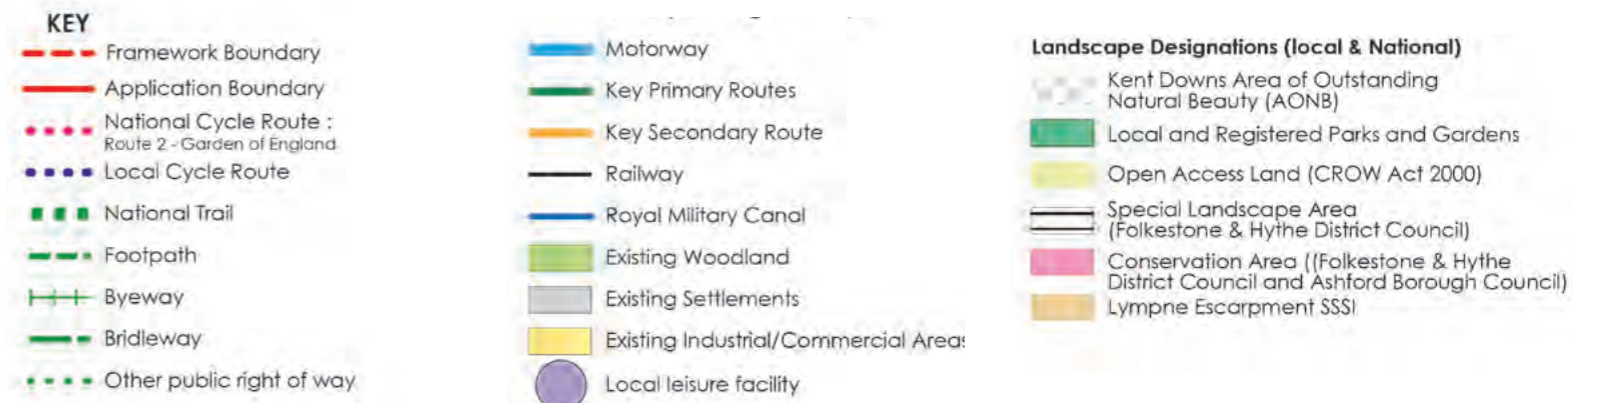 KEY
Framework Boundary
Application Boundary
National Cycle Route :
Route 2 - Garden of England
Local Cycle Route
National Trail
Footpath
Byeway
Bridleway
Other public right of way
Motorway
Key Primary Routes
Key Secondary Route
Railway
Royal Military Canal
Existing Woodland
Existing Settlements
Existing Industrial/Commercial Areas
Local leisure facility
Landscape Designations (local & National)
Kent Downs Area of Outstanding
Natural Beauty (AONB)
Local and Registered Parks and Gardens
Open Access Land (CROW Act 2000)
Special Landscape Area
(Folkestone & Hythe District Council)
Conservation Area ((Folkestone & Hythe
District Council and Ashford Borough Council)
Lympne Escarpment SSSI